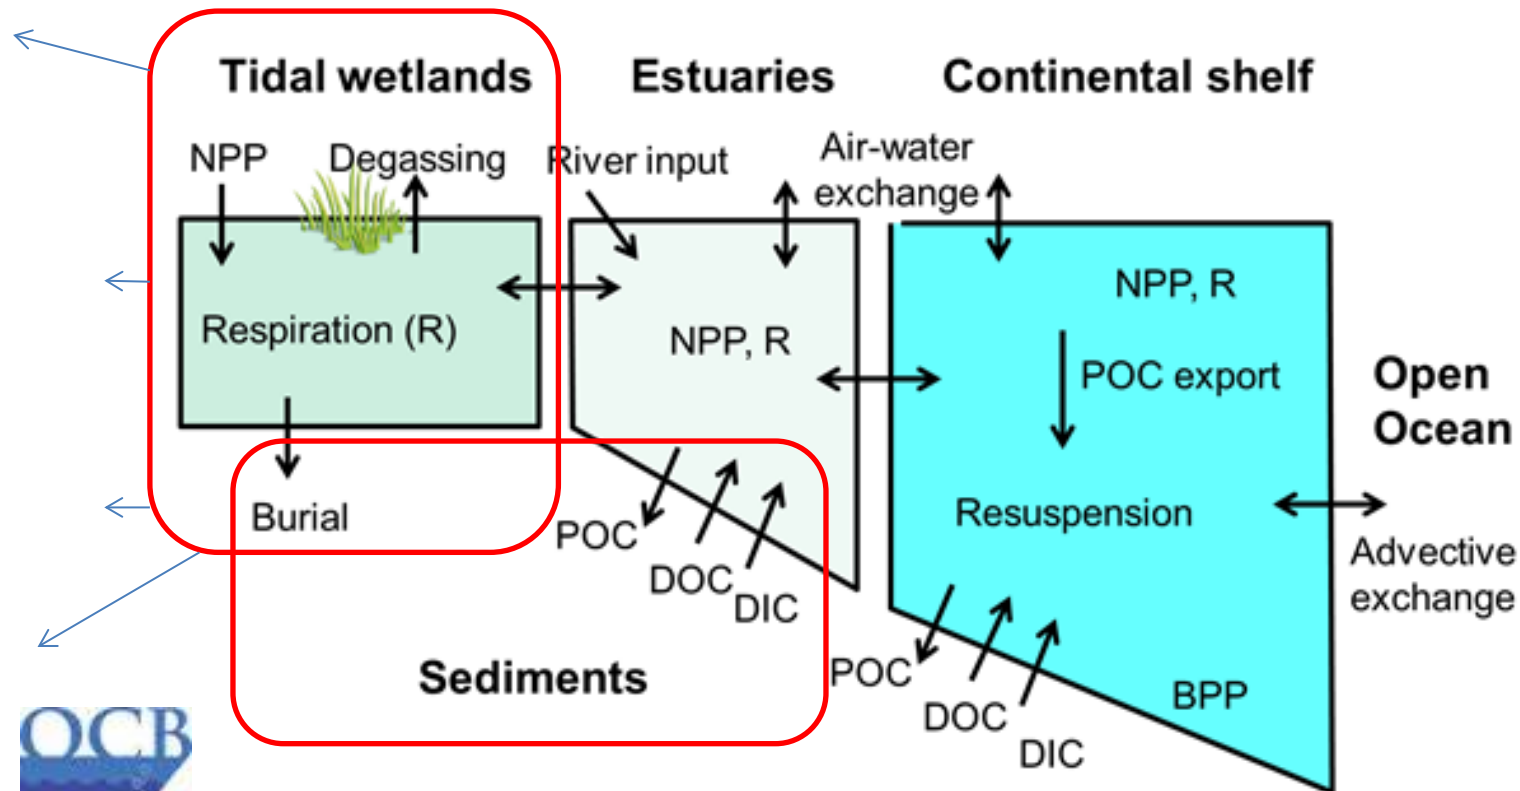 Tidal wetlands
Estuaries
Continental shelf
NPP
Degassing
River input
Air-water
exchange
Respiration (R)
NPP, R
NPP, R
POC export
Open
Ocean
Burial
POC
DOC
DIC
Resuspension
Advective
exchange
Sediments
POC
DOC
DIC
BPP
OCB